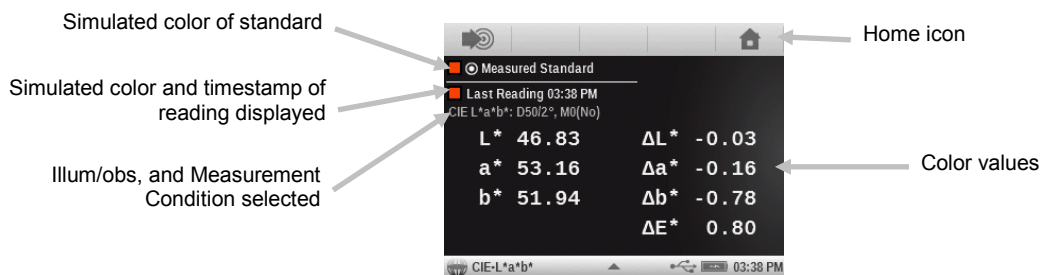 Simulated color of standard
Home icon
Measured Standard
Simulated color and timestamp of
reading displayed
Last Reading 03:38 PM
CIE L*a*b*: D50/2°, M0(No)
L* 46.83 ΔL* -0.03
a* 53.16 Δa* -0.16
b* 51.94 Δb* -0.78
ΔE* 0.80
Illum/obs, and Measurement
Condition selected
Color values
CIE-L*a*b* 03:38 PM